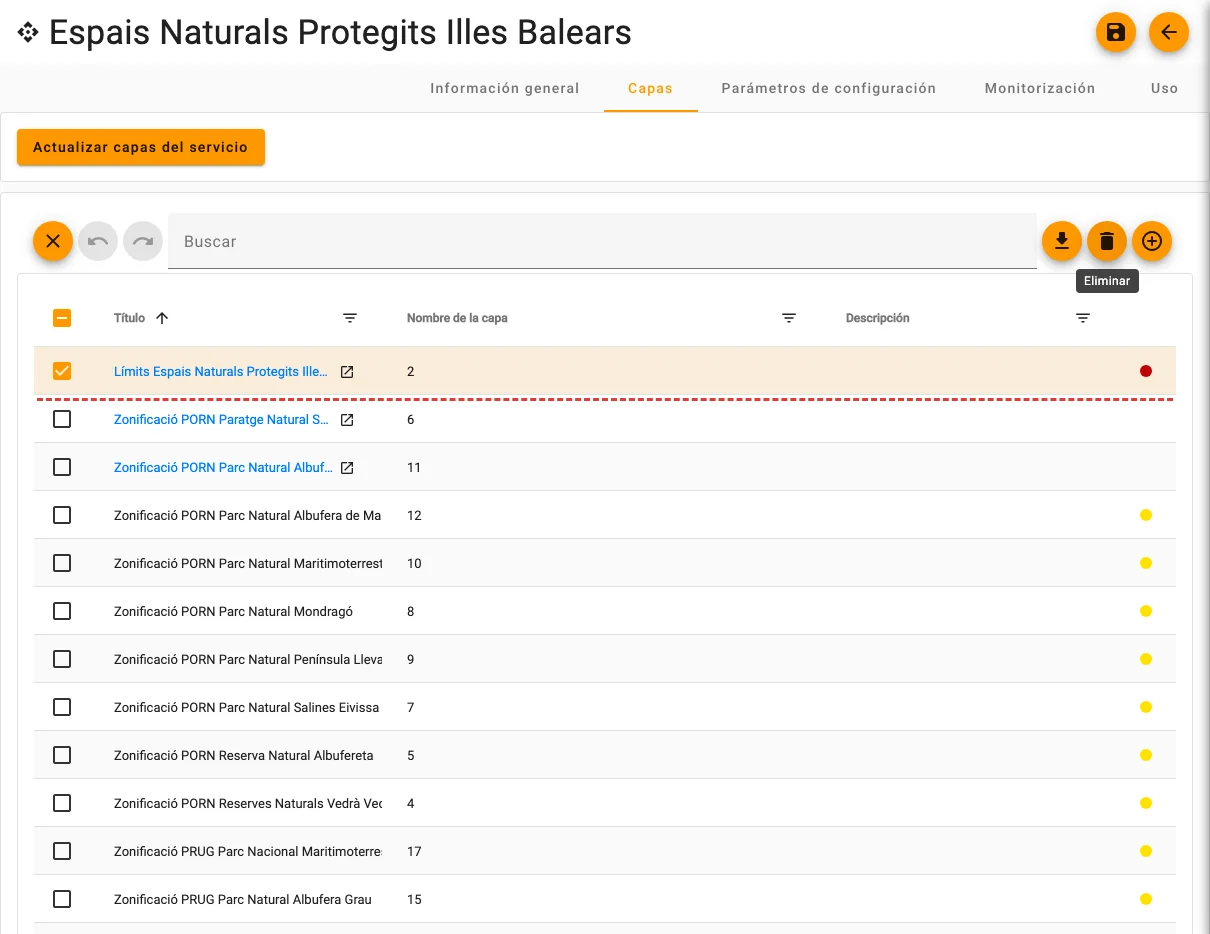 Espais Naturals Protegits Illes Balears
Información general Capas Parámetros de configuración Monitorización Uso
Actualizar capas del servicio
Buscar
Eliminar
Título Nombre de la capa Descripción
Límits Espais Naturals Protegits Ille... 2
Zonificació PORN Paratge Natural S... 6
Zonificació PORN Parc Natural Albuf... 11
Zonificació PORN Parc Natural Albufera de Ma 12
Zonificació PORN Parc Natural Maritimoterrest 10
Zonificació PORN Parc Natural Mondragó 8
Zonificació PORN Parc Natural Península Lleva 9
Zonificació PORN Parc Natural Salines Eivissa 7
Zonificació PORN Reserva Natural Albufereta 5
Zonificació PORN Reserves Naturals Vedrà Ved 4
Zonificació PRUG Parc Nacional Maritimoterre 17
Zonificació PRUG Parc Natural Albufera Grau 15